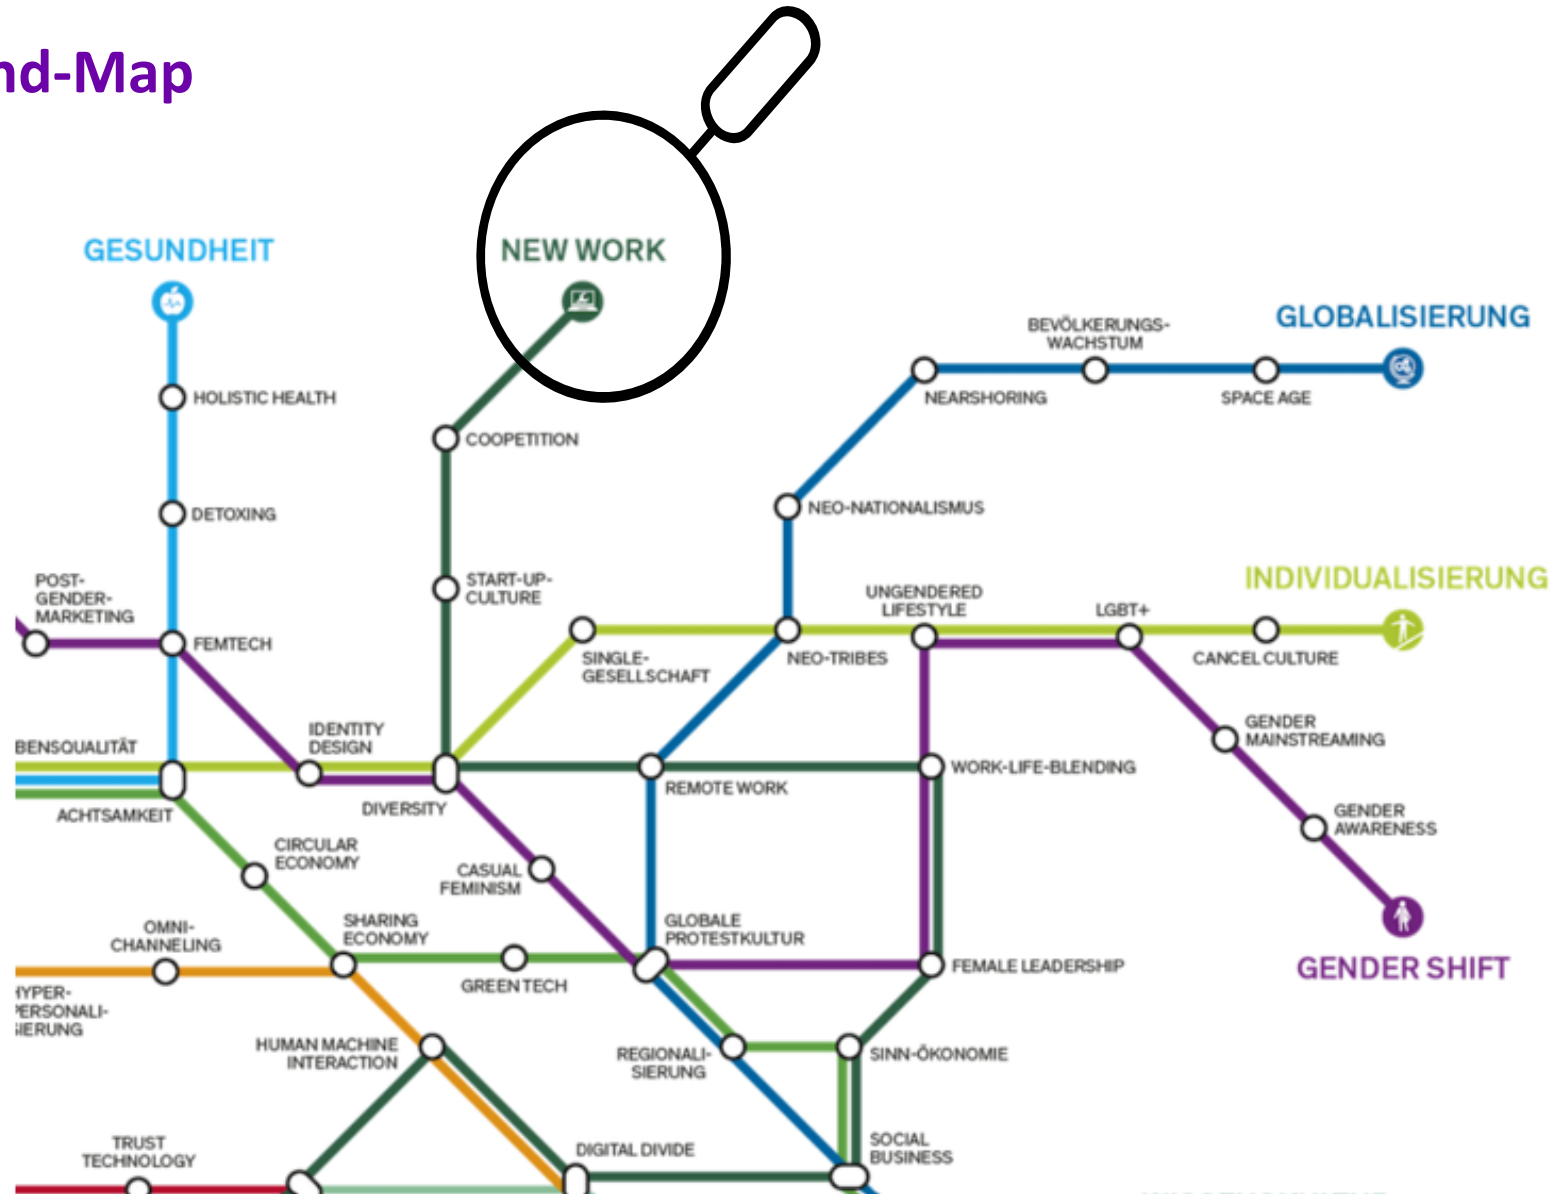 nd-Map
GESUNDHEIT
NEW WORK
GLOBALISIERUNG
BEVÖLKERUNGS-
WACHSTUM
NEARSHORING
SPACE AGE
HOLISTIC HEALTH
COOPETITION
DETOXING
NEO-NATIONALISMUS
POST-
GENDER-
MARKETING
START-UP-
CULTURE
INDIVIDUALISIERUNG
UNGENDERED
LIFESTYLE
LGBT+
FEMTECH
SINGLE-
GESELLSCHAFT
NEO-TRIBES
CANCEL CULTURE
IDENTITY
DESIGN
GENDER
MAINSTREAMING
BENSQUALITÄT
REMOTE WORK
WORK-LIFE-BLENDING
ACHTSAMKEIT
DIVERSITY
GENDER
AWARENESS
CIRCULAR
ECONOMY
CASUAL
FEMINISM
OMNI-
CHANNELING
SHARING
ECONOMY
GLOBALE
PROTESTKULTUR
GREEN TECH
FEMALE LEADERSHIP
GENDER SHIFT
HYPER-
PERSONALI-
SIERUNG
HUMAN MACHINE
INTERACTION
REGIONALI-
SIERUNG
SINN-ÖKONOMIE
TRUST
TECHNOLOGY
DIGITAL DIVIDE
SOCIAL
BUSINESS